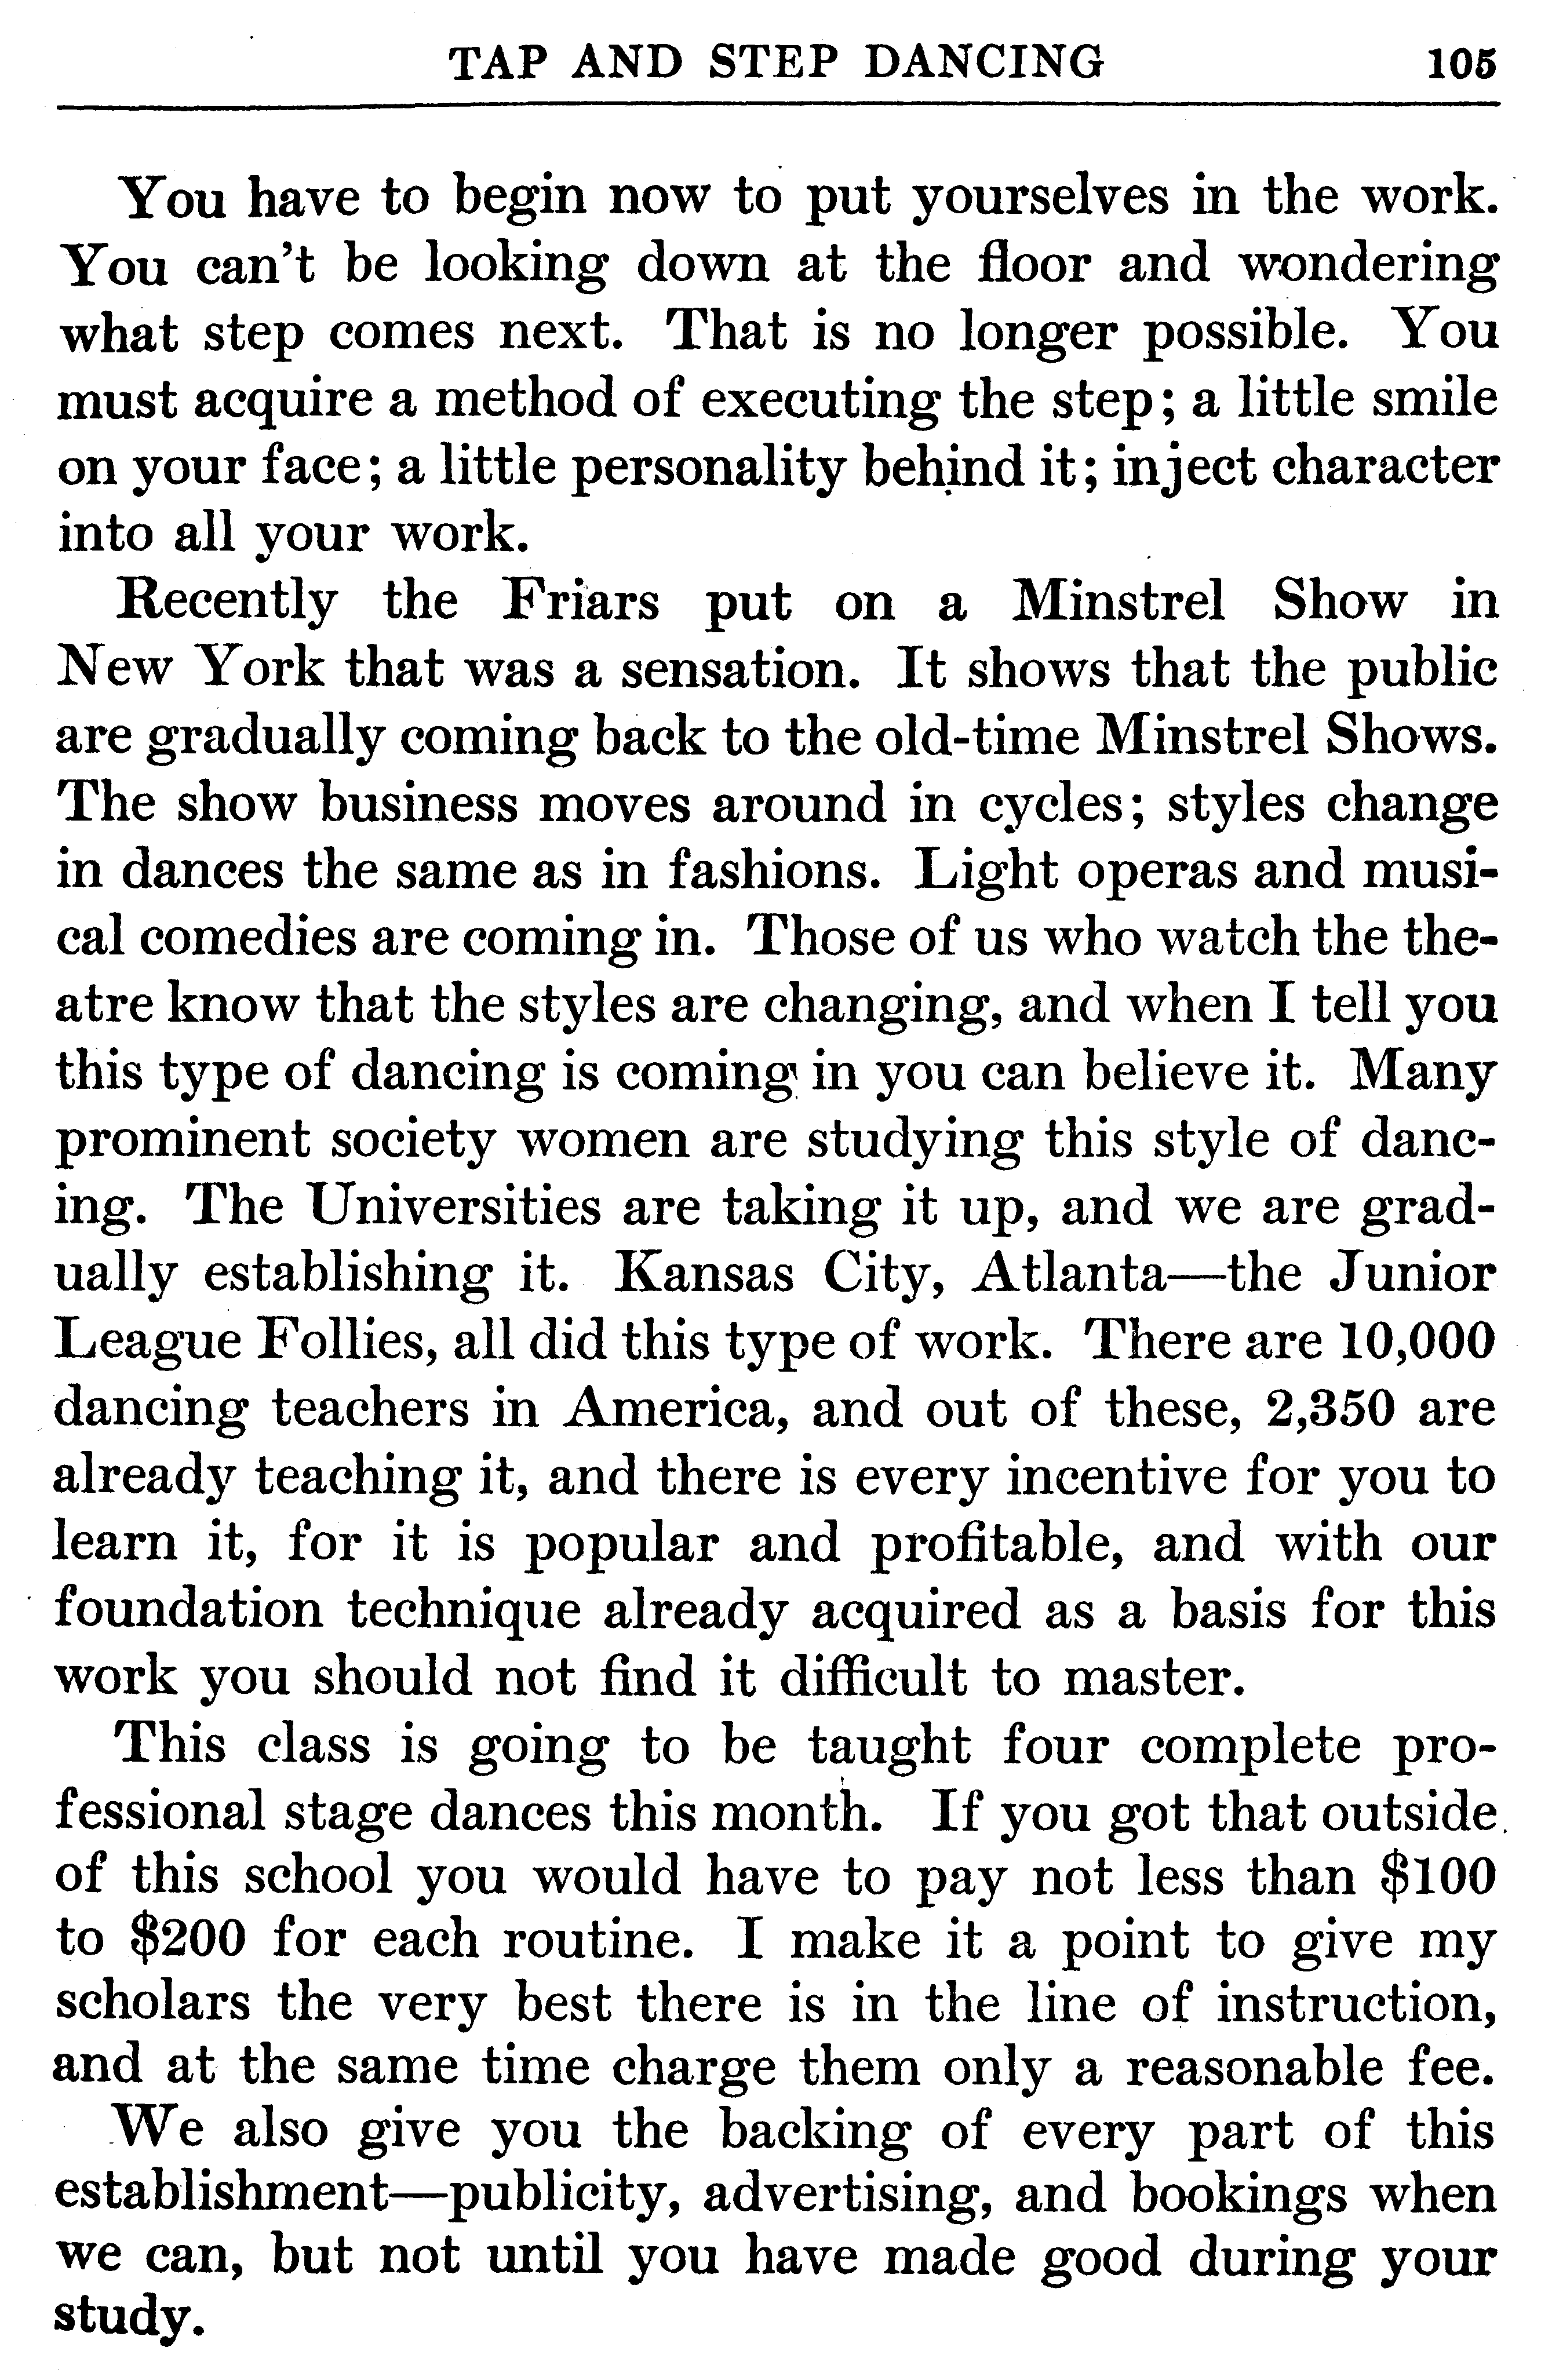 TAP AND STEP DANCING 105
You have to begin now to put yourselves in the work.
You can't be looking down at the floor and wondering
what step comes next. That is no longer possible. You
must acquire a method of executing the step; a little smile
on your face; a little personality behind it; inject character
into all your work.
Recently the Friars put on a Minstrel Show in
New York that was a sensation. It shows that the public
are gradually coming back to the old-time Minstrel Shows.
The show business moves around in cycles; styles change
in dances the same as in fashions. Light operas and musi-
cal comedies are coming in. Those of us who watch the the-
atre know that the styles are changing, and when I tell you
this type of dancing is coming in you can believe it. Many
prominent society women are studying this style of danc-
ing. The Universities are taking it up, and we are grad-
ually establishing it. Kansas City, Atlanta—the Junior
League Follies, all did this type of work. There are 10,000
dancing teachers in America, and out of these, 2,350 are
already teaching it, and there is every incentive for you to
learn it, for it is popular and profitable, and with our
foundation technique already acquired as a basis for this
work you should not find it difficult to master.
This class is going to be taught four complete pro-
fessional stage dances this month. If you got that outside
of this school you would have to pay not less than $100
to $200 for each routine. I make it a point to give my
scholars the very best there is in the line of instruction,
and at the same time charge them only a reasonable fee.
We also give you the backing of every part of this
establishment—publicity, advertising, and bookings when
we can, but not until you have made good during your
study.